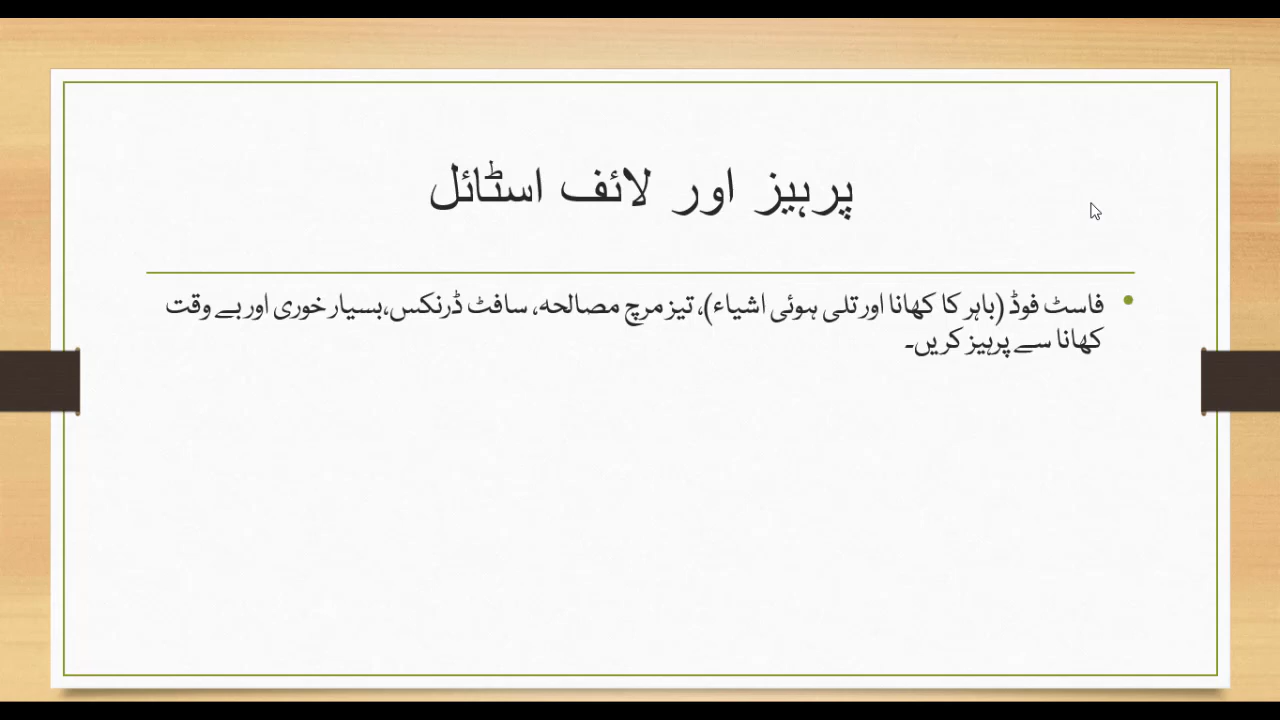 پرہیز اور لائف اسٹائل
فاسٹ فوڈ (باہر کا کھانا اور تلی ہوئی اشیاء)، تیز مرچ مصالحہ، سافٹ ڈرنکس،بسیار خوری اور بے وقت
کھانا سے پرہیز کریں۔